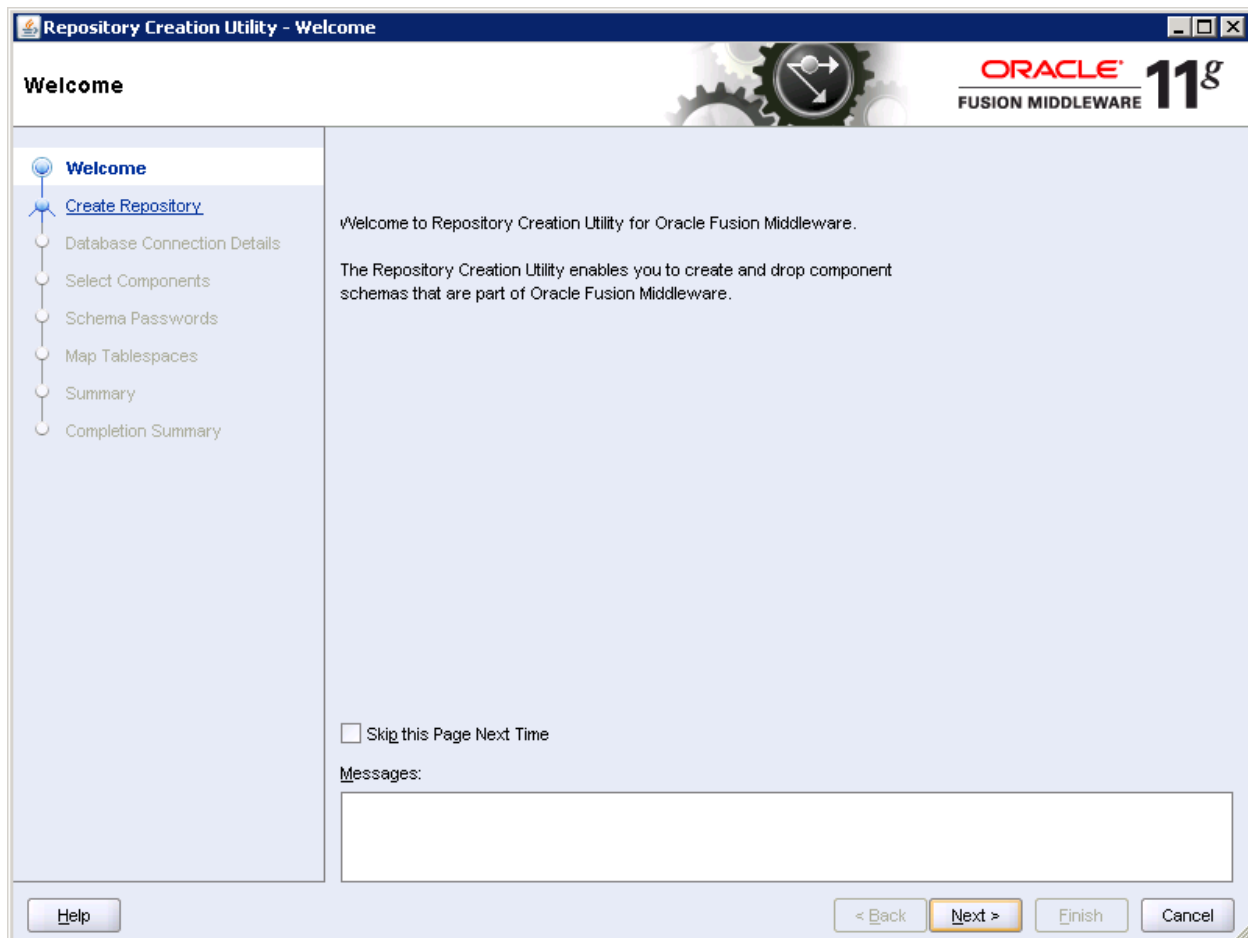 Repository Creation Utility - Welcome
Welcome
ORACLE
FUSION MIDDLEWARE
11g
Welcome
Create Repository
Database Connection Details
Select Components
Schema Passwords
Map Tablespaces
Summary
Completion Summary
Welcome to Repository Creation Utility for Oracle Fusion Middleware.
The Repository Creation Utility enables you to create and drop component
schemas that are part of Oracle Fusion Middleware.
Skip this Page Next Time
Messages:
Help
< Back
Next >
Finish
Cancel